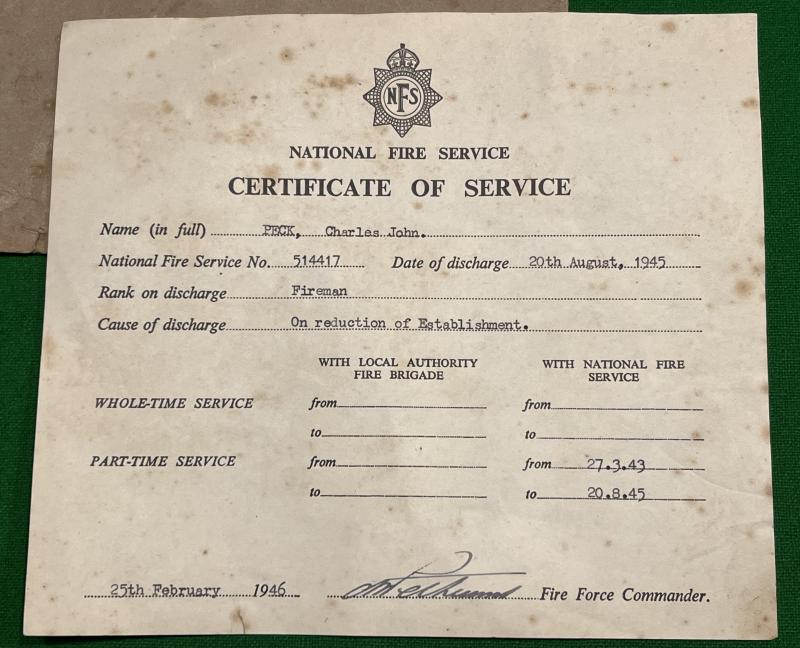 NFS
NATIONAL FIRE SERVICE
CERTIFICATE OF SERVICE
Name (in full) PECK, Charles John.
National Fire Service No. 514417 Date of discharge 20th August, 1945
Rank on discharge Fireman
Cause of discharge On reduction of Establishment.
WITH LOCAL AUTHORITY FIRE BRIGADE WITH NATIONAL FIRE SERVICE
WHOLE-TIME SERVICE from from
to to
PART-TIME SERVICE from from 27.3.43
to to 20.8.45
25th February 1946 Fire Force Commander.